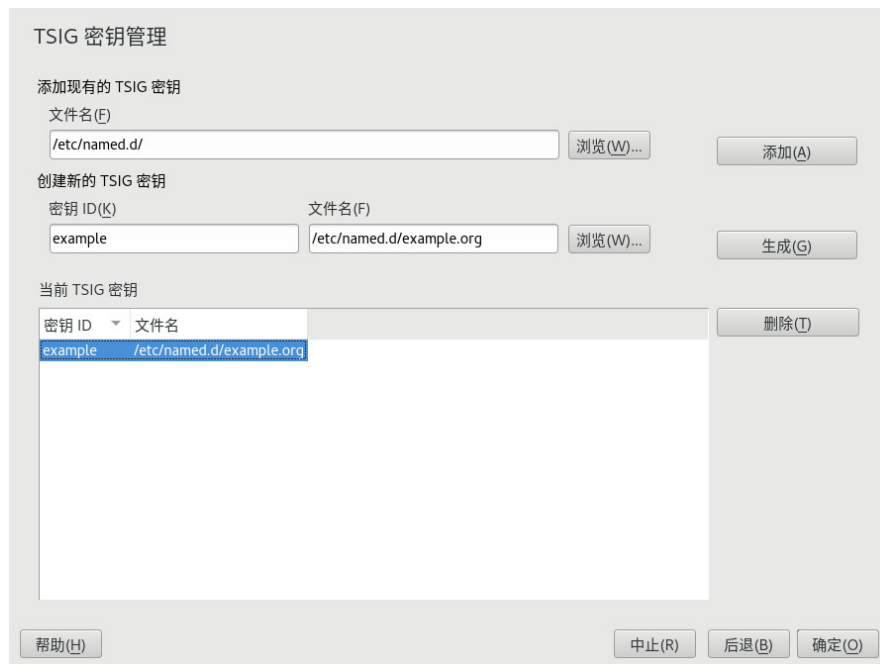 TSIG 密钥管理
添加现有的 TSIG 密钥
文件名(F)
/etc/named.d/ 浏览(W)... 添加(A)
创建新的 TSIG 密钥
密钥 ID(K) 文件名(F)
example /etc/named.d/example.org 浏览(W)... 生成(G)
当前 TSIG 密钥
密钥 ID 文件名 删除(T)
example /etc/named.d/example.org
帮助(H) 中止(R) 后退(B) 确定(O)